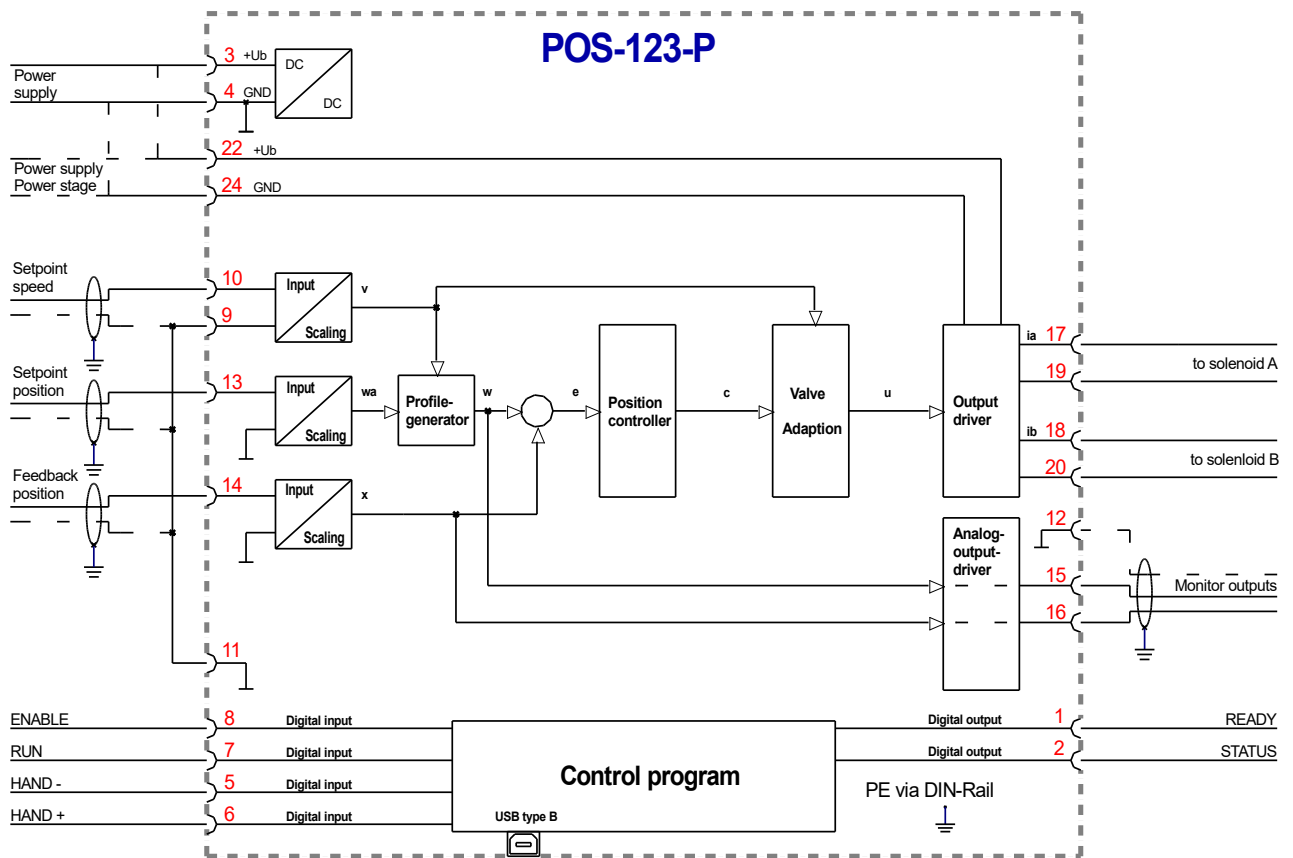 POS-123-P
3 +Ub
DC
DC
Power
supply
4 GND
22 +Ub
Power supply
Power stage
24 GND
Setpoint
speed
10
9
Input
Scaling
v
Setpoint
position
13
Input
Scaling
wa
Profile-
generator
w
e
Position
controller
c
Valve
Adaption
u
Output
driver
ia 17
19
to solenoid A
ib 18
20
to solenloid B
Feedback
position
14
Input
Scaling
x
Analog-
output-
driver
12
15
16
Monitor outputs
11
ENABLE
8
Digital input
RUN
7
Digital input
HAND -
5
Digital input
HAND +
6
Digital input
Control program
USB type B
Digital output
1
READY
Digital output
2
STATUS
PE via DIN-Rail